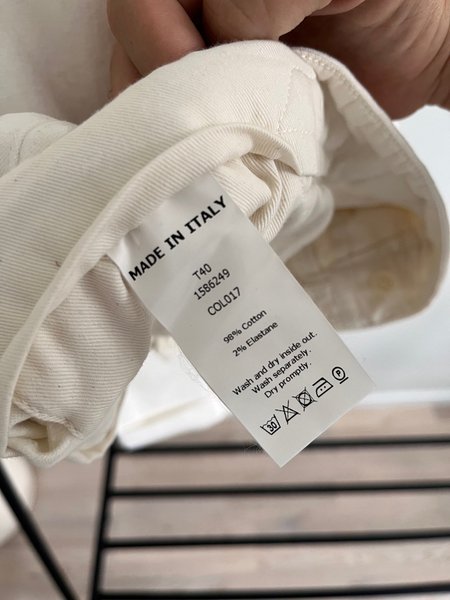 MADE IN ITALY
T40
1586249
COL017
98% Cotton
2% Elastane
Wash and dry inside out.
Wash separately.
Dry promptly.
30 P